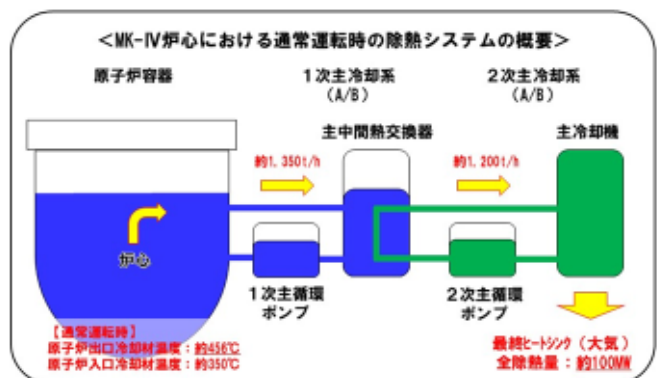 ＜MK-Ⅳ炉心における通常運転時の除熱システムの概要＞
原子炉容器
１次主冷却系
(A/B)
２次主冷却系
(A/B)
主中間熱交換器
主冷却機
約1,350t/h
約1,200t/h
炉心
１次主循環
ポンプ
２次主循環
ポンプ
【通常運転時】
原子炉出口冷却材温度：約456℃
原子炉入口冷却材温度：約350℃
最終ヒートシンク（大気）
全除熱量：約100MW